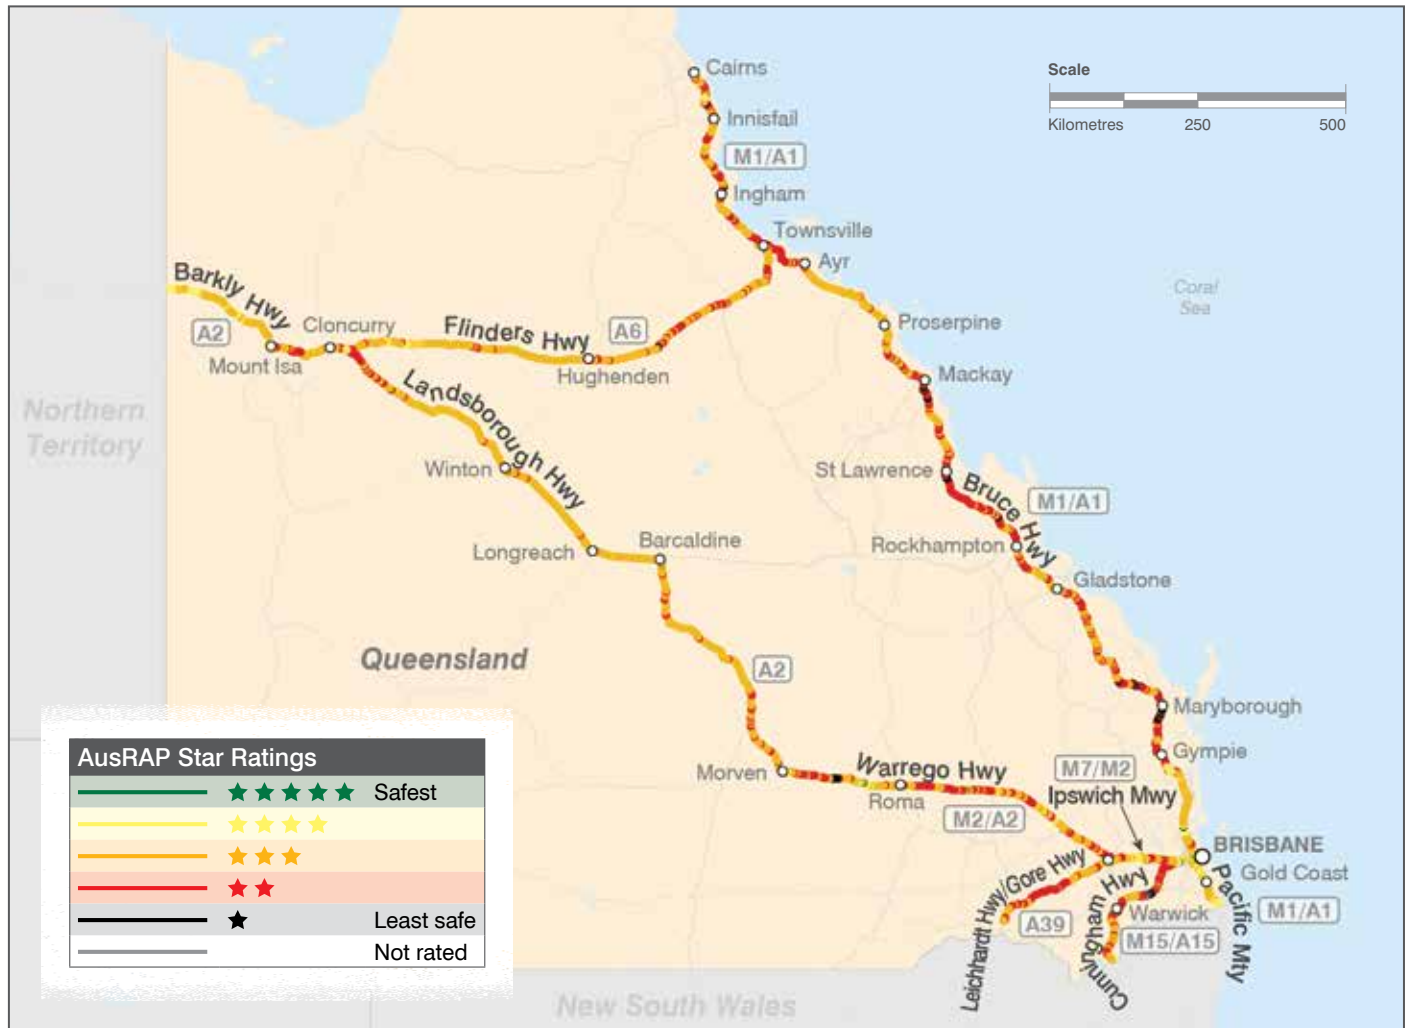 Cairns
Scale
Kilometres 250 500
Innisfail
M1/A1
Ingham
Townsville
Ayr
Barkly Hwy
Coral
Sea
A2
Cloncurry
Flinders Hwy
A6
Proserpine
Mount Isa
Hughenden
Mackay
Landsborough Hwy
Northern
Territory
Winton
St Lawrence
Bruce Hwy
M1/A1
Longreach
Barcaldine
Rockhampton
Gladstone
Queensland
A2
Maryborough
Gympie
AusRAP Star Ratings
Safest
Least safe
Not rated
Morven
Warrego Hwy
Roma
M2/A2
M7/M2
Ipswich Mwy
BRISBANE
Gold Coast
Pacific Mty
M1/A1
Leichhardt Hwy/Gore Hwy
A39
Cunningham Hwy
Warwick
M15/A15
New South Wales